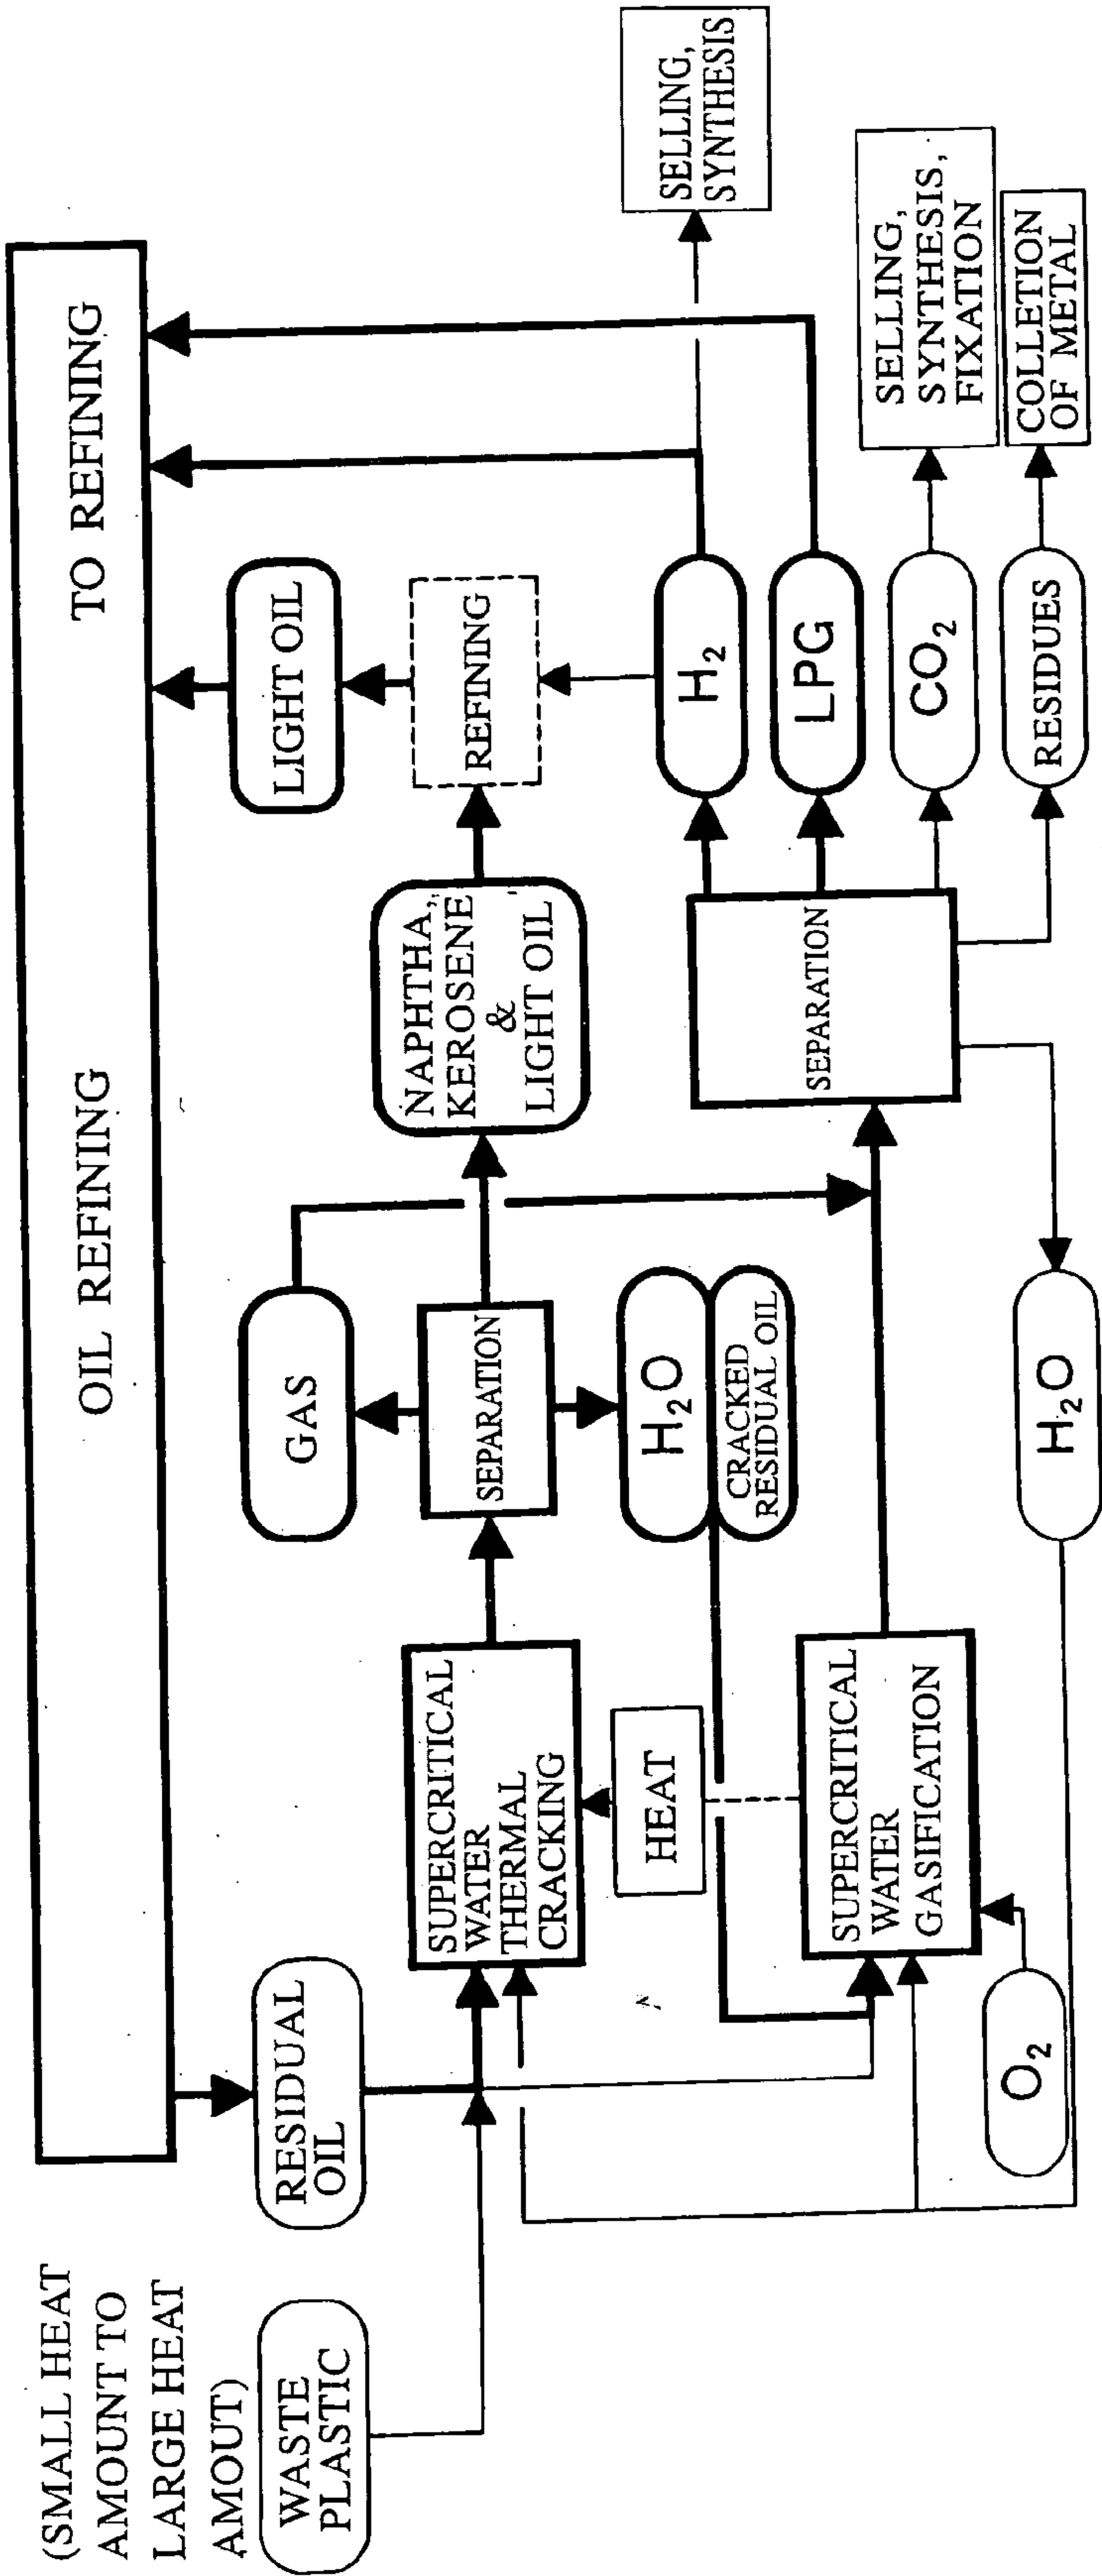 (SMALL HEAT
AMOUNT TO
LARGE HEAT
AMOUT)
WASTE
PLASTIC
OIL REFINING
TO REFINING
RESIDUAL
OIL
SUPERCRITICAL
WATER
THERMAL
CRACKING
HEAT
SUPERCRITICAL
WATER
GASIFICATION
O₂
GAS
SEPARATION
H₂O
CRACKED
RESIDUAL OIL
H₂O
NAPHTHA,
KEROSENE
&
LIGHT OIL
SEPARATION
LIGHT OIL
REFINING
H₂
LPG
CO₂
RESIDUES
SELLING,
SYNTHESIS
SELLING,
SYNTHESIS,
FIXATION
COLLETION
OF METAL